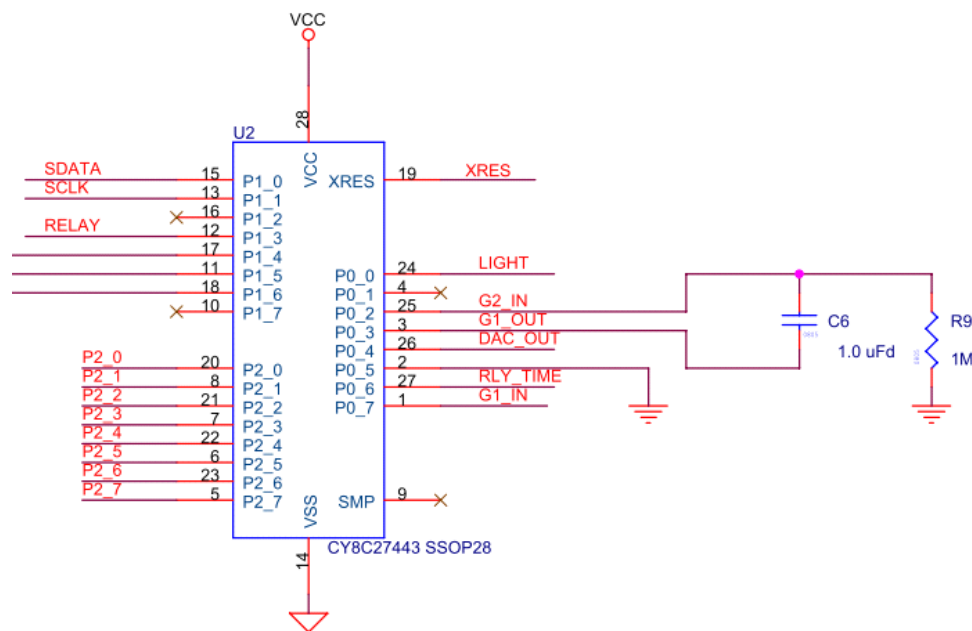 VCC
28
U2
VCC
SDATA 15 P1_0 XRES 19 XRES
SCLK 13 P1_1
16 P1_2
RELAY 12 P1_3
17 P1_4
11 P1_5 P0_0 24 LIGHT
18 P1_6 P0_1 4
10 P1_7 P0_2 25 G2_IN
P0_3 3 G1_OUT C6 R9
P0_4 26 DAC_OUT 1.0 uFd 1M
P2_0 20 P2_0 P0_5 2
P2_1 8 P2_1 P0_6 27 RLY_TIME
P2_2 21 P2_2 P0_7 1 G1_IN
P2_3 7 P2_3
P2_4 22 P2_4
P2_5 6 P2_5
P2_6 23 P2_6
P2_7 5 P2_7 SMP 9
VSS
CY8C27443 SSOP28
14